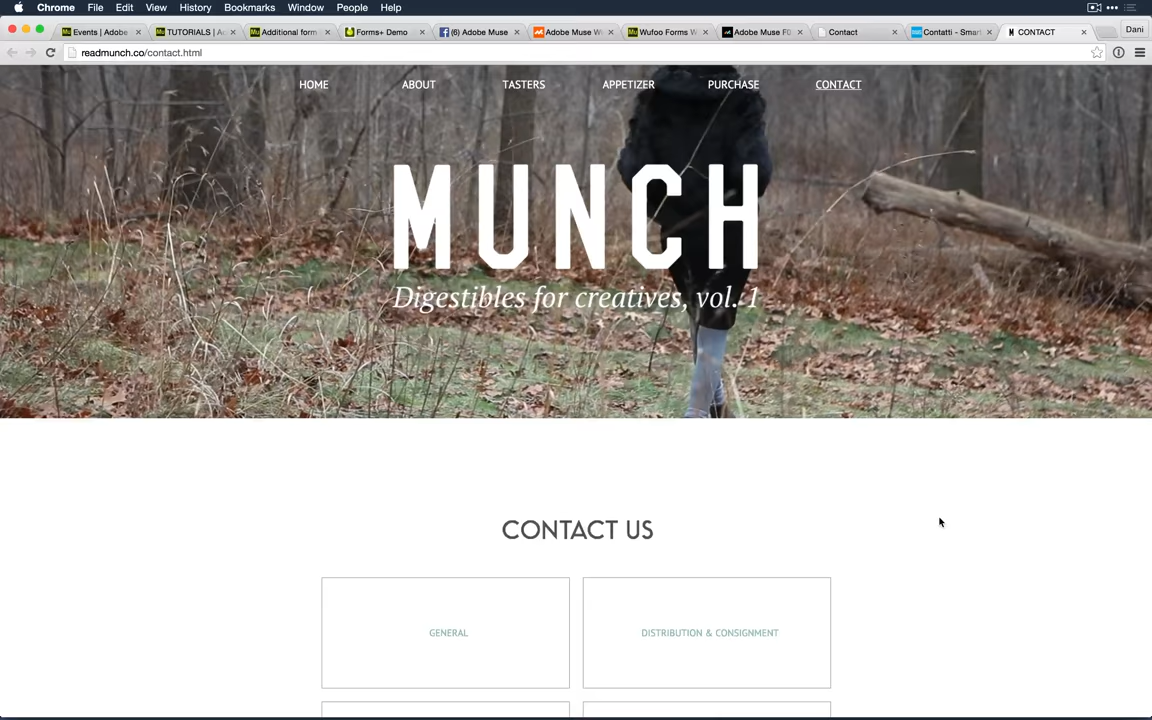 Chrome File Edit View History Bookmarks Window People Help
Events | Adobe
TUTORIALS | A
Additional form
Forms+ Demo
(6) Adobe Muse
Adobe Muse W
Wufoo Forms W
Adobe Muse
Contact
Contatti - Smar
CONTACT
Dani
readmunch.co/contact.html
HOME ABOUT TASTERS APPETIZER PURCHASE CONTACT
MUNCH
Digestibles for creatives, vol. 1
CONTACT US
GENERAL
DISTRIBUTION & CONSIGNMENT